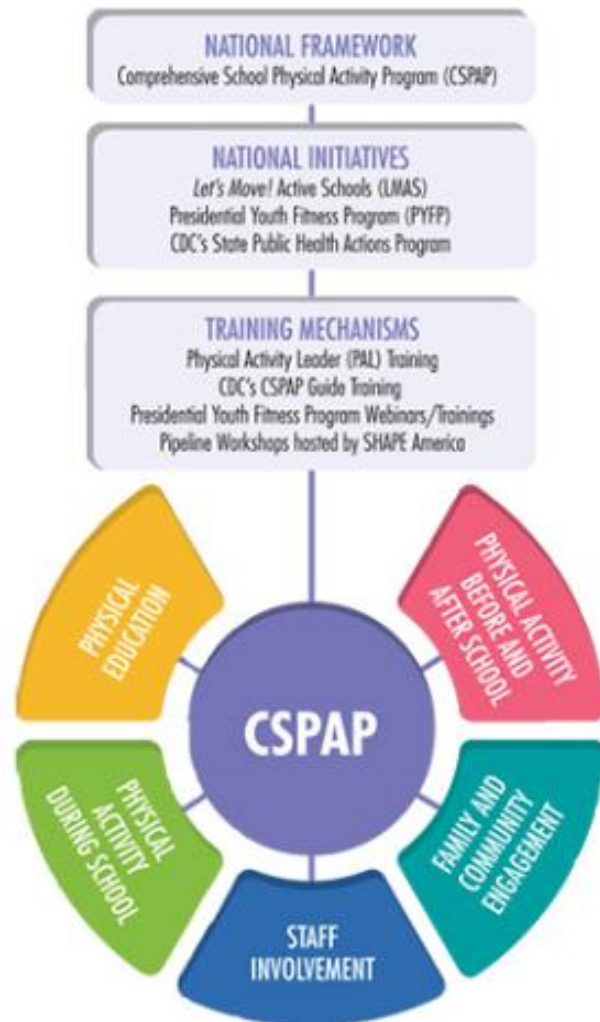 NATIONAL FRAMEWORK
Comprehensive School Physical Activity Program (CSPAP)
NATIONAL INITIATIVES
Let's Move! Active Schools (LMAS)
Presidential Youth Fitness Program (PYFP)
CDC's State Public Health Actions Program
TRAINING MECHANISMS
Physical Activity Leader (PAL) Training
CDC's CSPAP Guide Training
Presidential Youth Fitness Program Webinars/Trainings
Pipeline Workshops hosted by SHAPE America
PHYSICAL
EDUCATION
PHYSICAL ACTIVITY
BEFORE AND
AFTER SCHOOL
CSPAP
PHYSICAL
ACTIVITY
DURING SCHOOL
FAMILY AND
COMMUNITY
ENGAGEMENT
STAFF
INVOLVEMENT